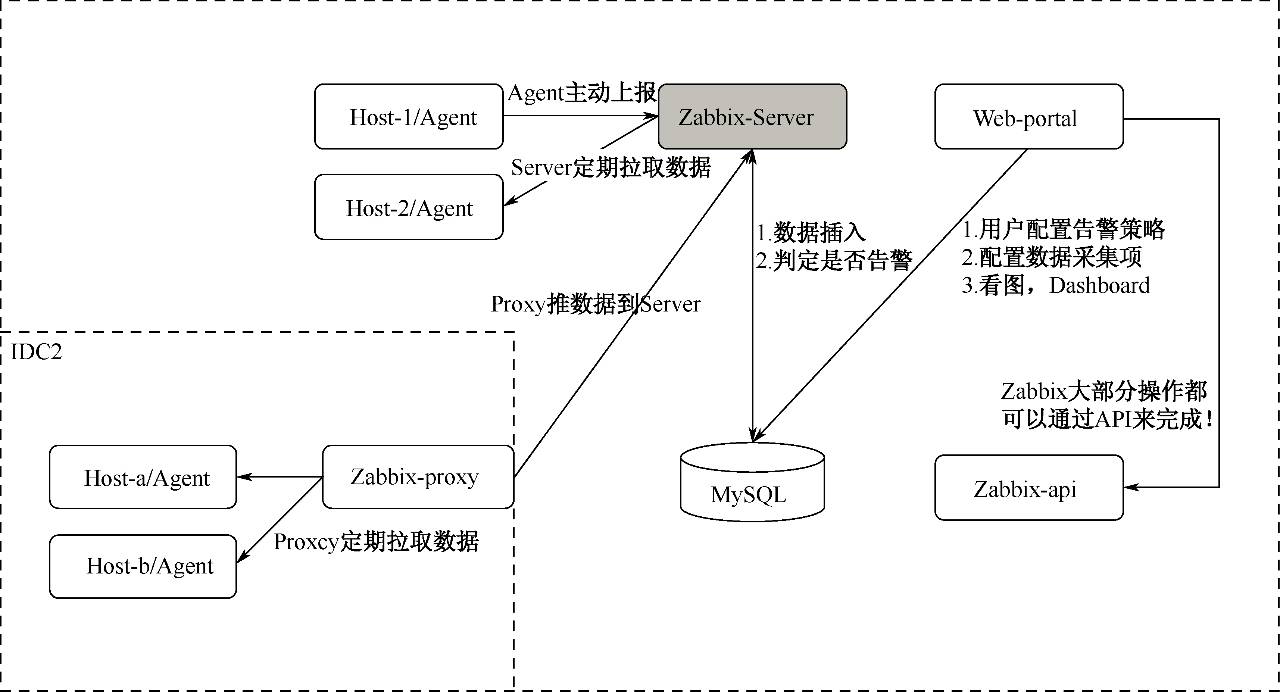 Agent主动上报
Host-1/Agent
Zabbix-Server
Web-portal
Server定期拉取数据
Host-2/Agent
1.数据插入
2.判定是否告警
1.用户配置告警策略
2.配置数据采集项
3.看图，Dashboard
Proxy推数据到Server
IDC2
Zabbix大部分操作都
可以通过API来完成！
Host-a/Agent
Zabbix-proxy
MySQL
Zabbix-api
Proxcy定期拉取数据
Host-b/Agent